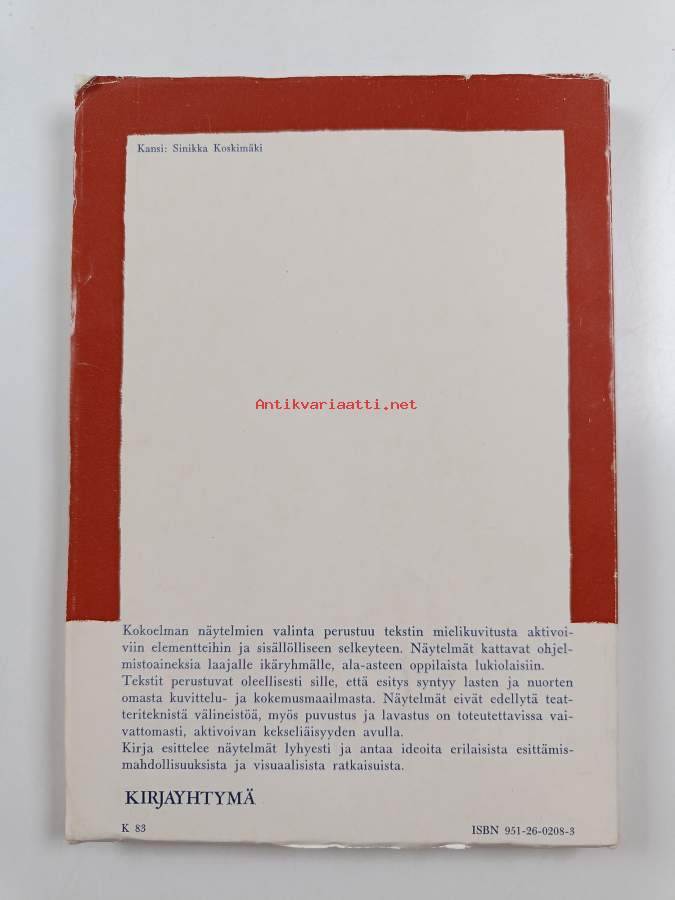 Kansi: Sinikka Koskimäki
Antikvariaatti.net
Kokoelman näytelmien valinta perustuu tekstin mielikuvitusta aktivoi-
viin elementteihin ja sisällölliseen selkeyteen. Näytelmät kattavat ohjel-
mistoaineksia laajalle ikäryhmälle, ala-asteen oppilaista lukiolaisiin.
Tekstit perustuvat oleellisesti sille, että esitys syntyy lasten ja nuorten
omasta kuvittelu- ja kokemusmaailmasta. Näytelmät eivät edellytä teat-
teriteknistä välineistöä, myös puvustus ja lavastus on toteutettavissa vai-
vattomasti, aktivoivan kekseliäisyyden avulla.
Kirja esittelee näytelmät lyhyesti ja antaa ideoita erilaisista esittämis-
mahdollisuuksista ja visuaalisista ratkaisuista.
KIRJAYHTYMÄ
K 83 ISBN 951-26-0208-3